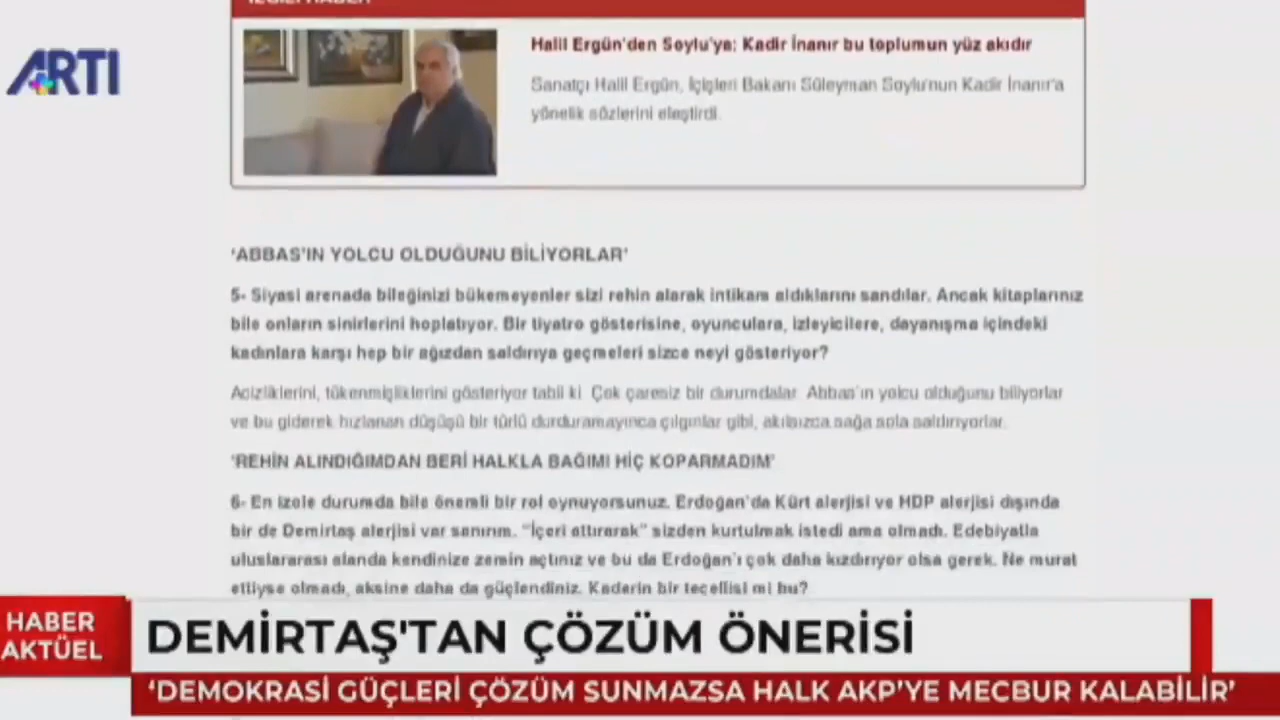 İLGİLİ HABER
ARTI
Halil Ergün'den Soylu'ya: Kadir İnanır bu toplumun yüz akıdır
Sanatçı Halil Ergün, İçişleri Bakanı Süleyman Soylu'nun Kadir İnanır'a
yönelik sözlerini eleştirdi.
'ABBAS'IN YOLCU OLDUĞUNU BİLİYORLAR'
5- Siyasi arenada bileğinizi bükemeyenler sizi rehin alarak intikam aldıklarını sandılar. Ancak kitaplarınız
bile onların sinirlerini hoplatıyor. Bir tiyatro gösterisine, oyunculara, izleyicilere, dayanışma içindeki
kadınlara karşı hep bir ağızdan saldırıya geçmeleri sizce neyi gösteriyor?
Acizliklerini, tükenmişliklerini gösteriyor tabii ki. Çok çaresiz bir durumdalar. Abbas'ın yolcu olduğunu biliyorlar
ve bu giderek hızlanan düşüşü bir türlü durduramayınca çılgınlar gibi, akılsızca sağa sola saldırıyorlar.
'REHİN ALINDIĞIMDAN BERİ HALKLA BAĞIMI HİÇ KOPARMADIM'
6- En izole durumda bile önemli bir rol oynuyorsunuz. Erdoğan'da Kürt alerjisi ve HDP alerjisi dışında
bir de Demirtaş alerjisi var sanırım. "İçeri attırarak" sizden kurtulmak istedi ama olmadı. Edebiyatla
uluslararası alanda kendinize zemin açtınız ve bu da Erdoğan'ı çok daha kızdırıyor olsa gerek. Ne murat
ettiyse olmadı, aksine daha da güçlendiniz. Kaderin bir tecellisi mi bu?
HABER
AKTÜEL
DEMİRTAŞ'TAN ÇÖZÜM ÖNERİSİ
'DEMOKRASİ GÜÇLERİ ÇÖZÜM SUNMAZSA HALK AKP'YE MECBUR KALABİLİR'